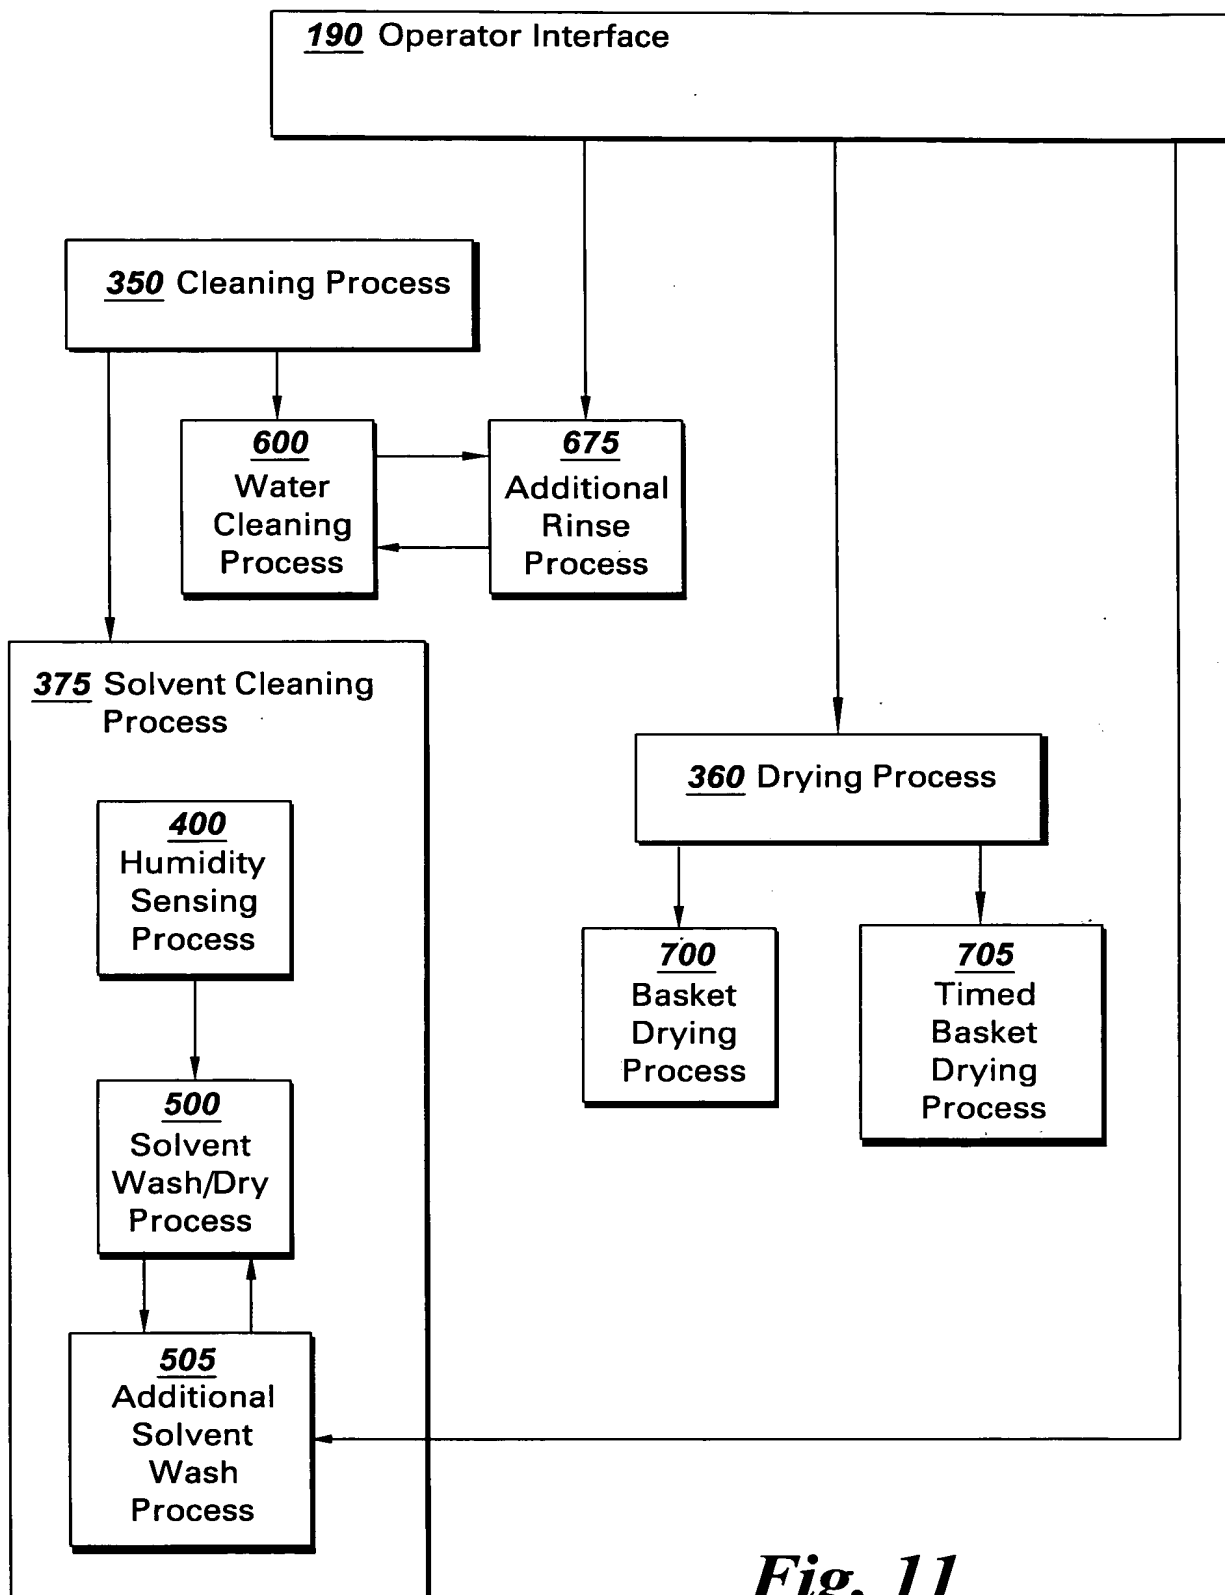 190 Operator Interface
350 Cleaning Process
600
Water
Cleaning
Process
675
Additional
Rinse
Process
375 Solvent Cleaning
Process
400
Humidity
Sensing
Process
500
Solvent
Wash/Dry
Process
505
Additional
Solvent
Wash
Process
360 Drying Process
700
Basket
Drying
Process
705
Timed
Basket
Drying
Process
Fig. 11